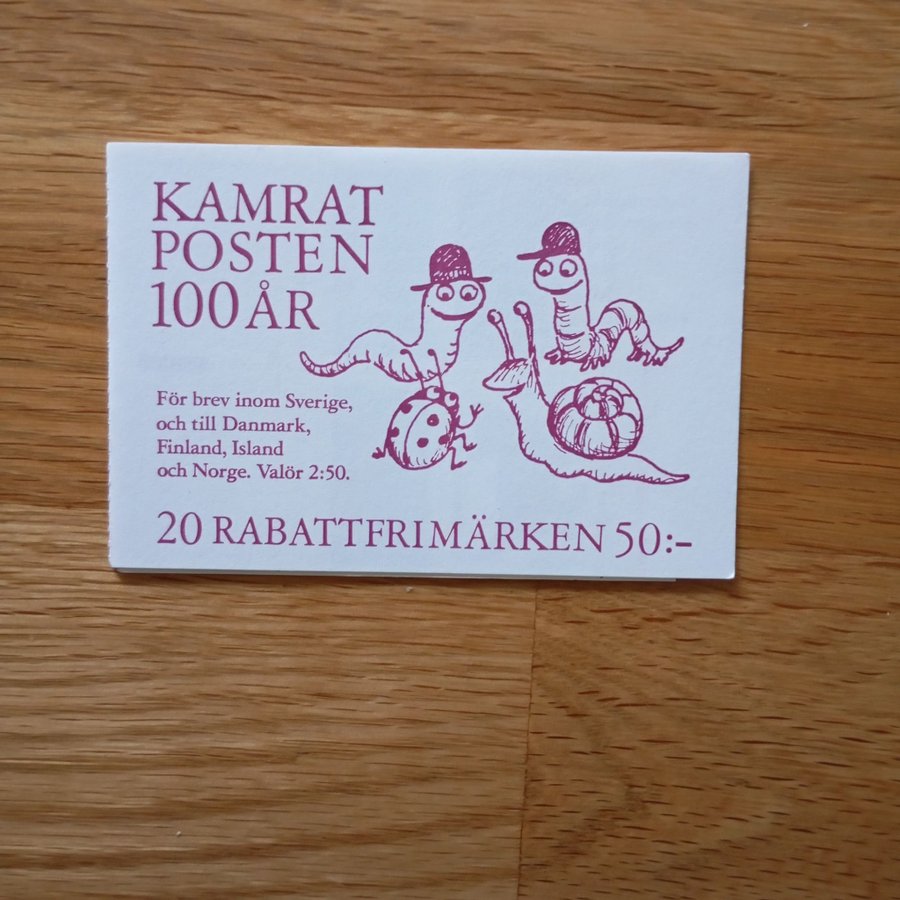 KAMRAT
POSTEN
100 ÅR
För brev inom Sverige,
och till Danmark,
Finland, Island
och Norge. Valör 2:50.
20 RABATTFRIMÄRKEN 50:-